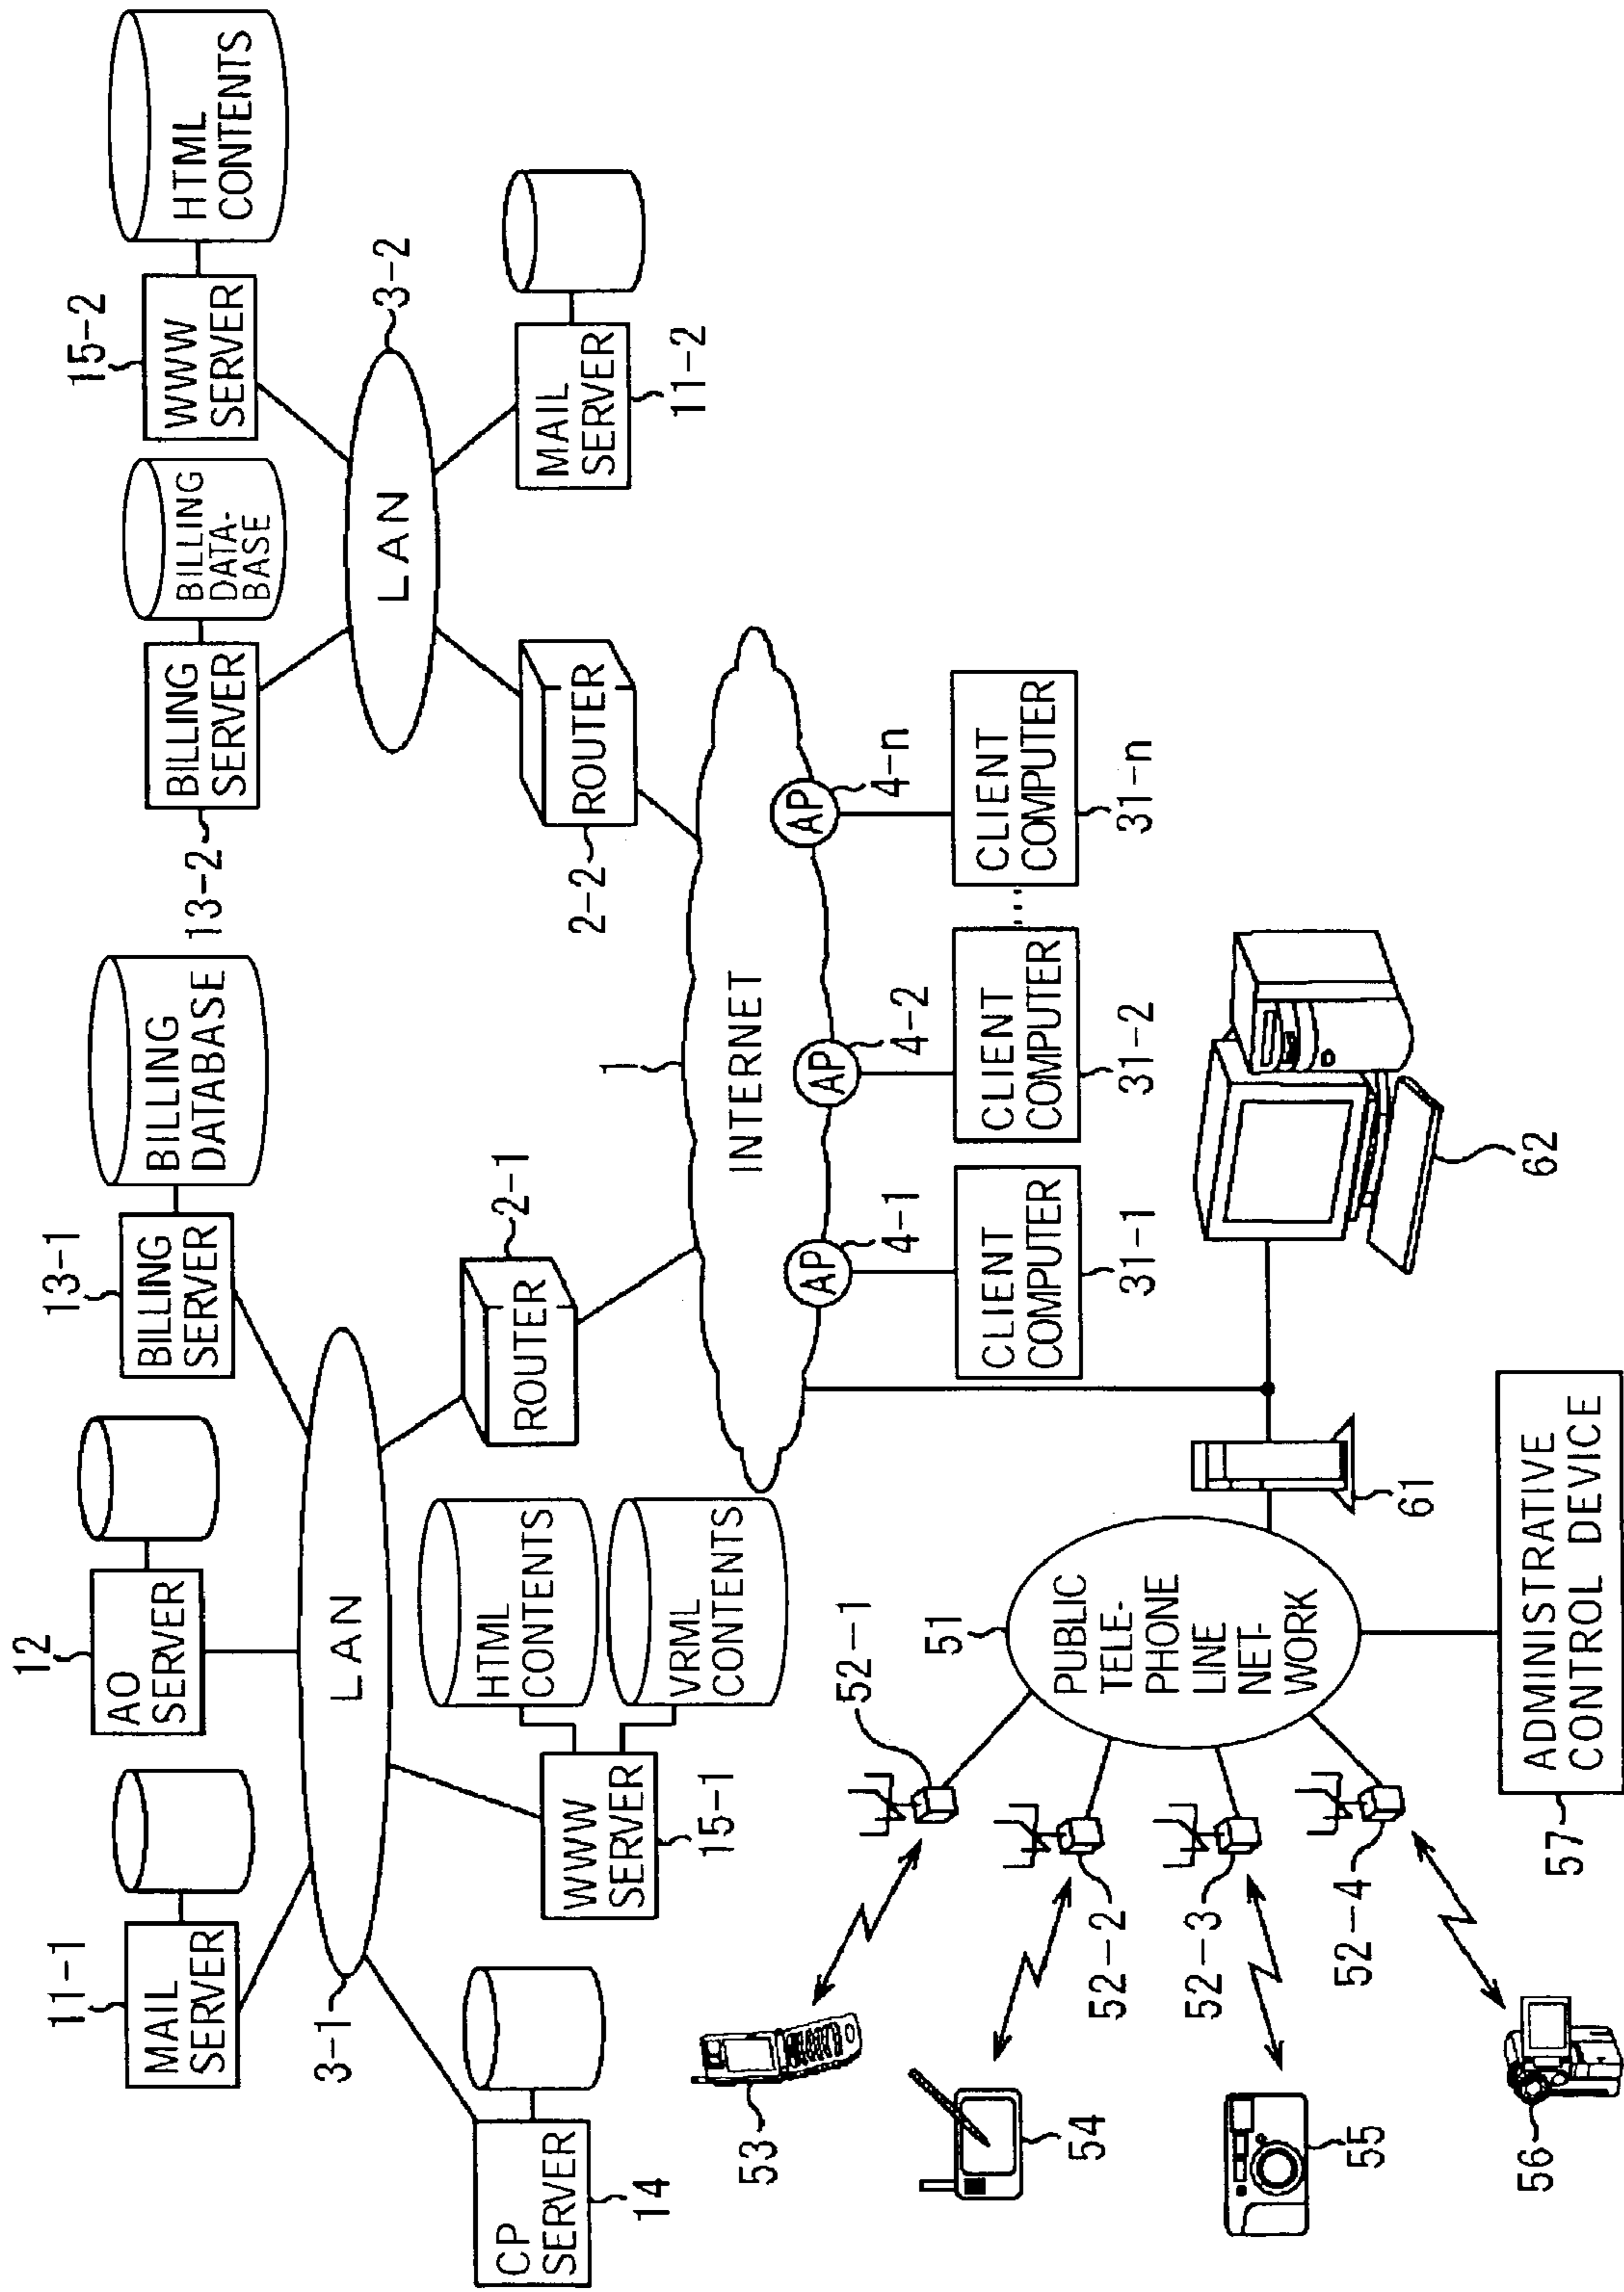 11-1
MAIL
SERVER
12
AO
SERVER
13-1
BILLING
SERVER
BILLING
DATABASE
13-2
BILLING
SERVER
BILLING
DATA-
BASE
15-2
WWW
SERVER
HTML
CONTENTS
3-1
LAN
LAN
3-2
14
CP
SERVER
15-1
WWW
SERVER
HTML
CONTENTS
VRML
CONTENTS
2-1
ROUTER
2-2
ROUTER
11-2
MAIL
SERVER
1
INTERNET
AP
4-1
AP
4-2
AP
4-n
CLIENT
COMPUTER
31-1
CLIENT
COMPUTER
31-2
...
CLIENT
COMPUTER
31-n
53
54
55
56
52-1
52-2
52-3
52-4
51
PUBLIC
TELE-
PHONE
LINE
NET-
WORK
61
62
57
ADMINISTRATIVE
CONTROL DEVICE